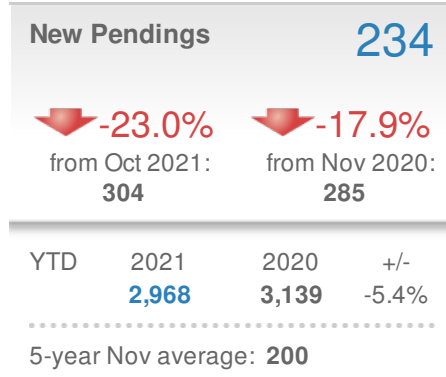 New Pendings 234
-23.0% -17.9%
from Oct 2021: from Nov 2020:
304 285
YTD 2021 2020 +/-
2,968 3,139 -5.4%
5-year Nov average: 200